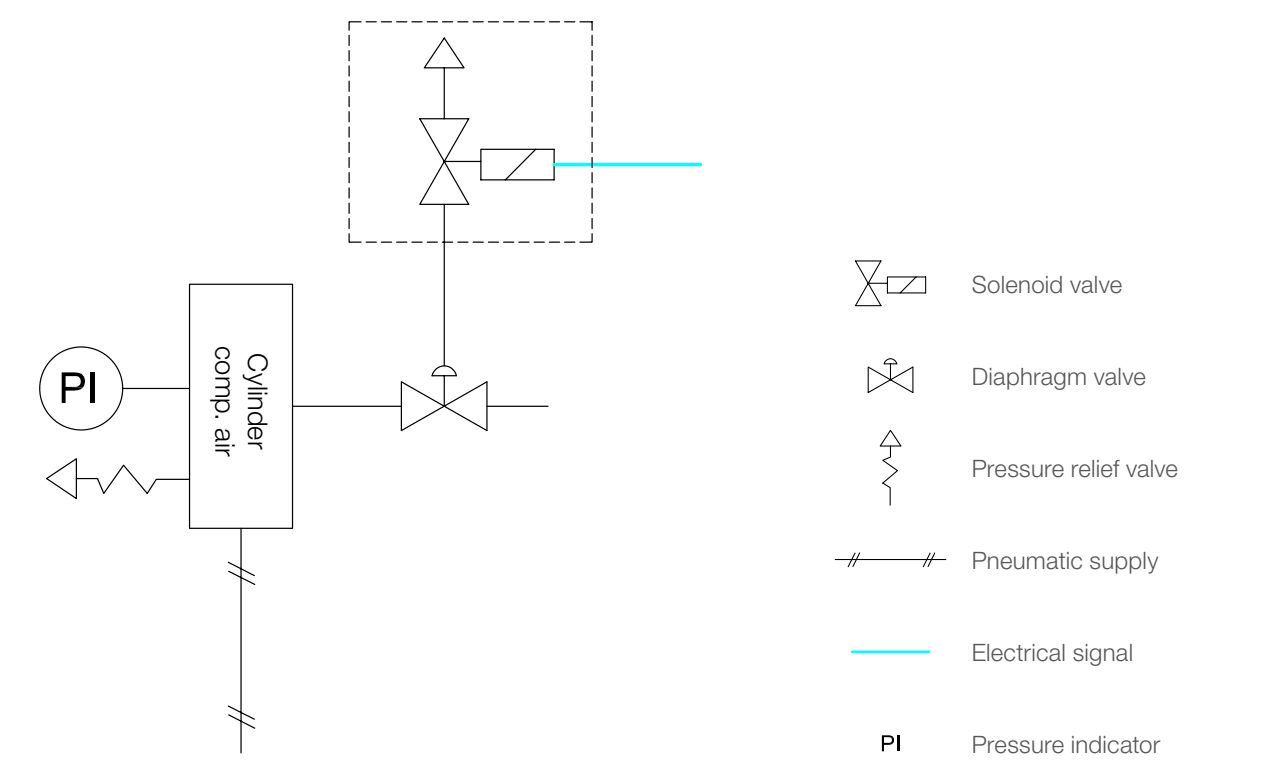 PI
Cylinder
comp. air
Solenoid valve
Diaphragm valve
Pressure relief valve
Pneumatic supply
Electrical signal
PI Pressure indicator